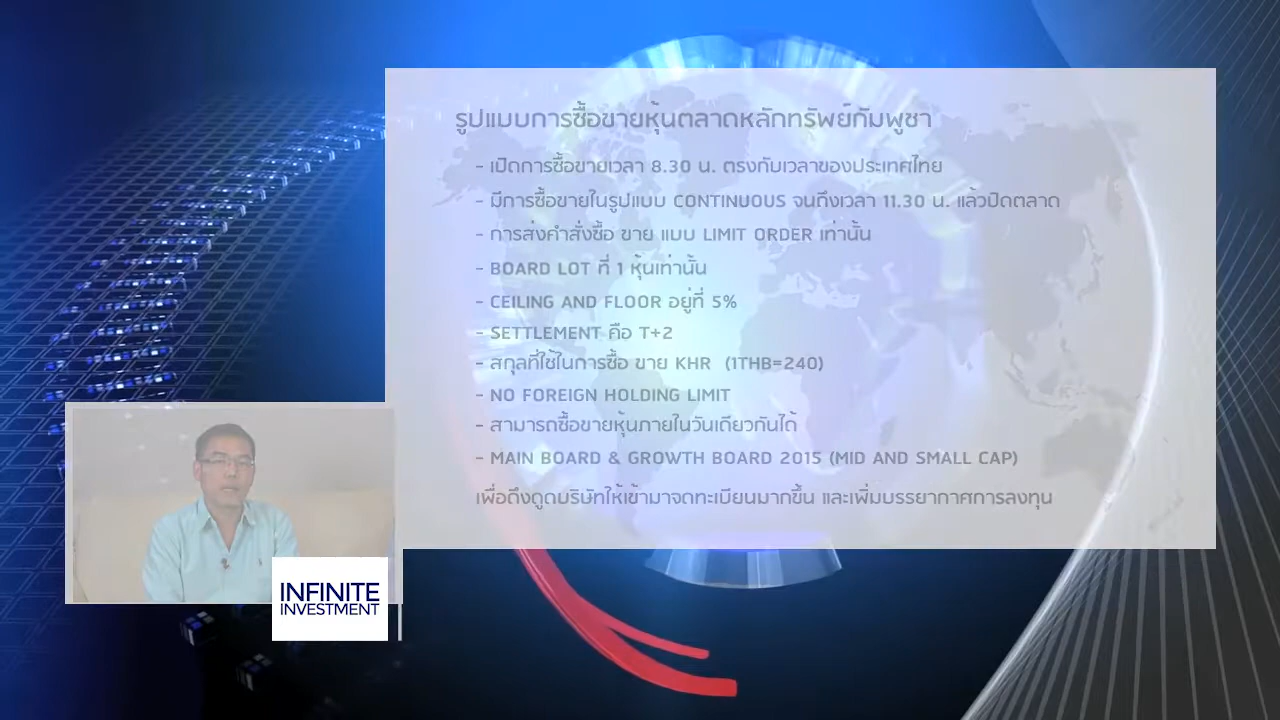 รูปแบบการซื้อขายหุ้นตลาดหลักทรัพย์กัมพูชา
- เปิดการซื้อขายเวลา 8.30 น. ตรงกับเวลาของประเทศไทย
- มีการซื้อขายในรูปแบบ CONTINUOUS จนถึงเวลา 11.30 น. แล้วปิดตลาด
- การส่งคำสั่งซื้อ ขาย แบบ LIMIT ORDER เท่านั้น
- BOARD LOT ที่ 1 หุ้นเท่านั้น
- CEILING AND FLOOR อยู่ที่ 5%
- SETTLEMENT คือ T+2
- สกุลที่ใช้ในการซื้อ ขาย KHR (1THB=240)
- NO FOREIGN HOLDING LIMIT
- สามารถซื้อขายหุ้นภายในวันเดียวกันได้
- MAIN BOARD & GROWTH BOARD 2015 (MID AND SMALL CAP)
เพื่อดึงดูดบริษัทให้เข้ามาจดทะเบียนมากขึ้น และเพิ่มบรรยากาศการลงทุน
INFINITE
INVESTMENT